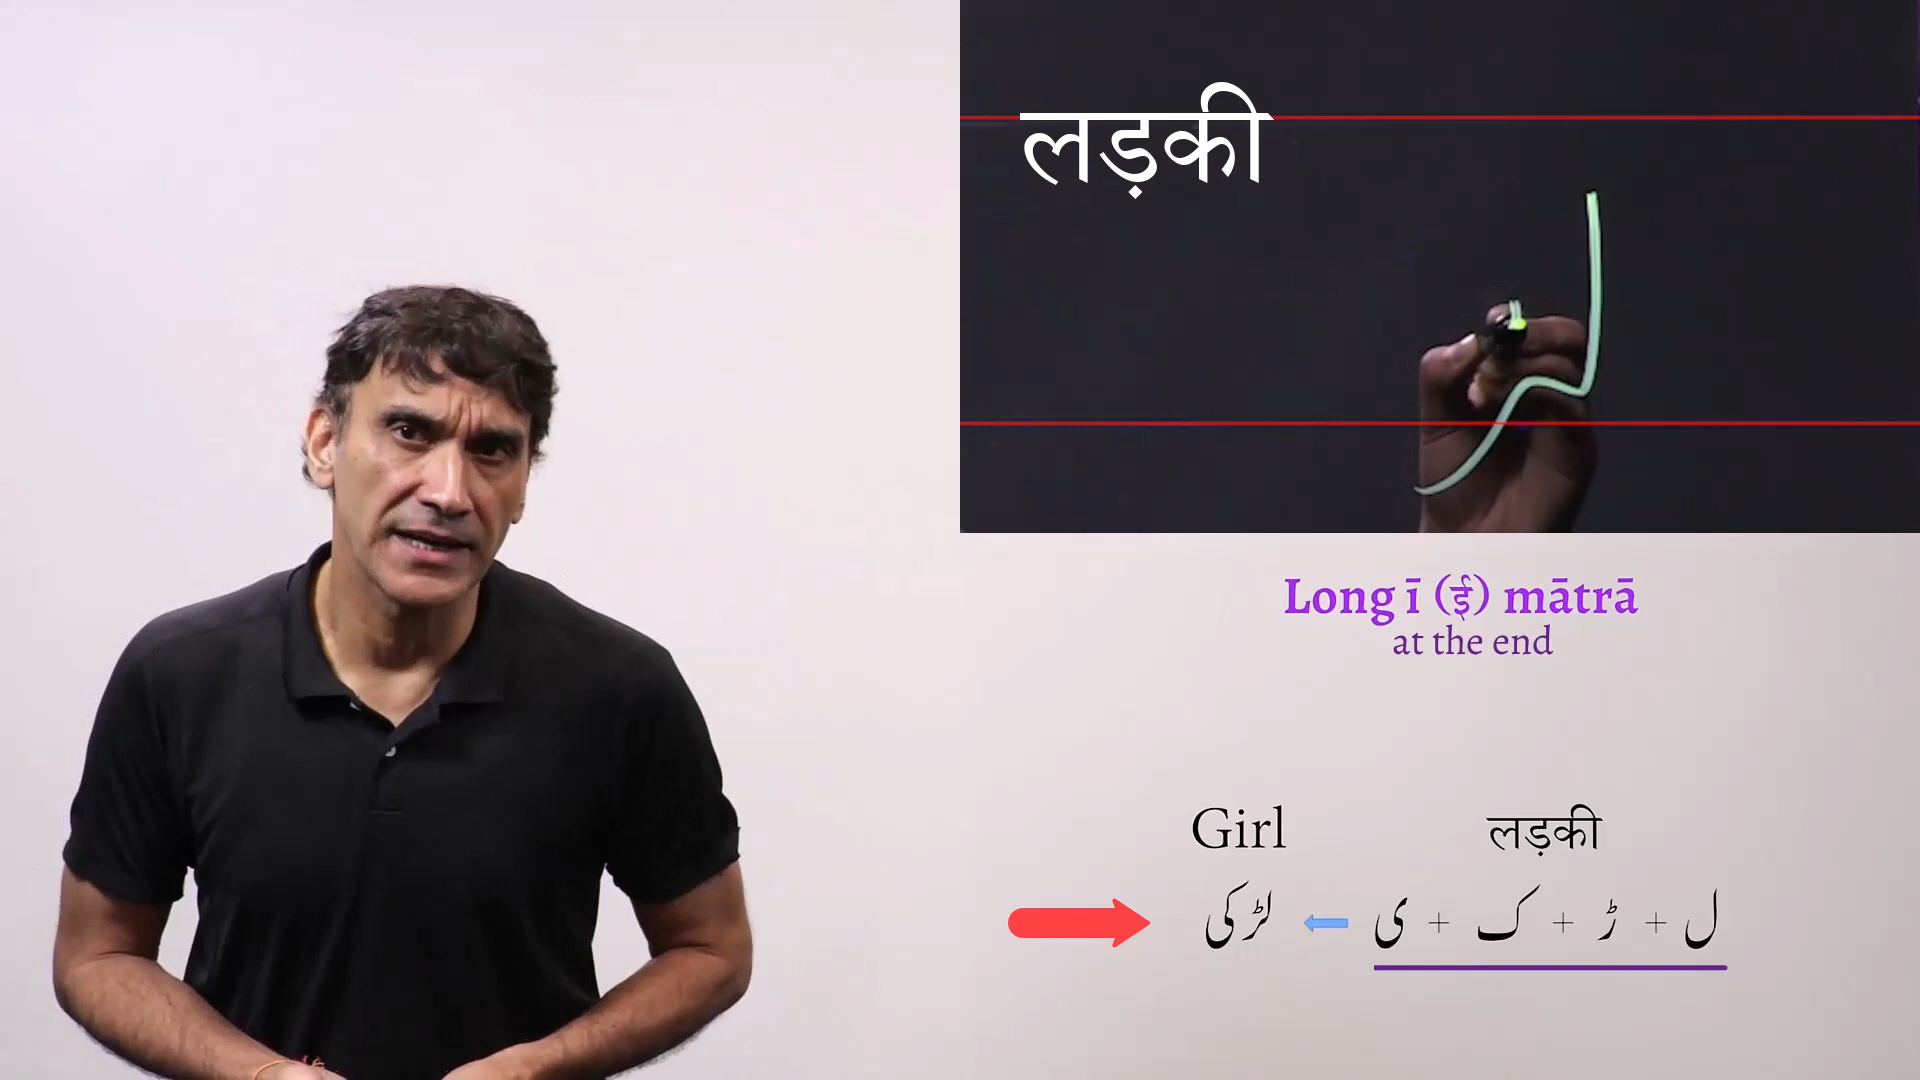 लड़की
Long ī (ई) mātrā
at the end
Girl लड़की
ل + ڑ + ک + ی لڑکی